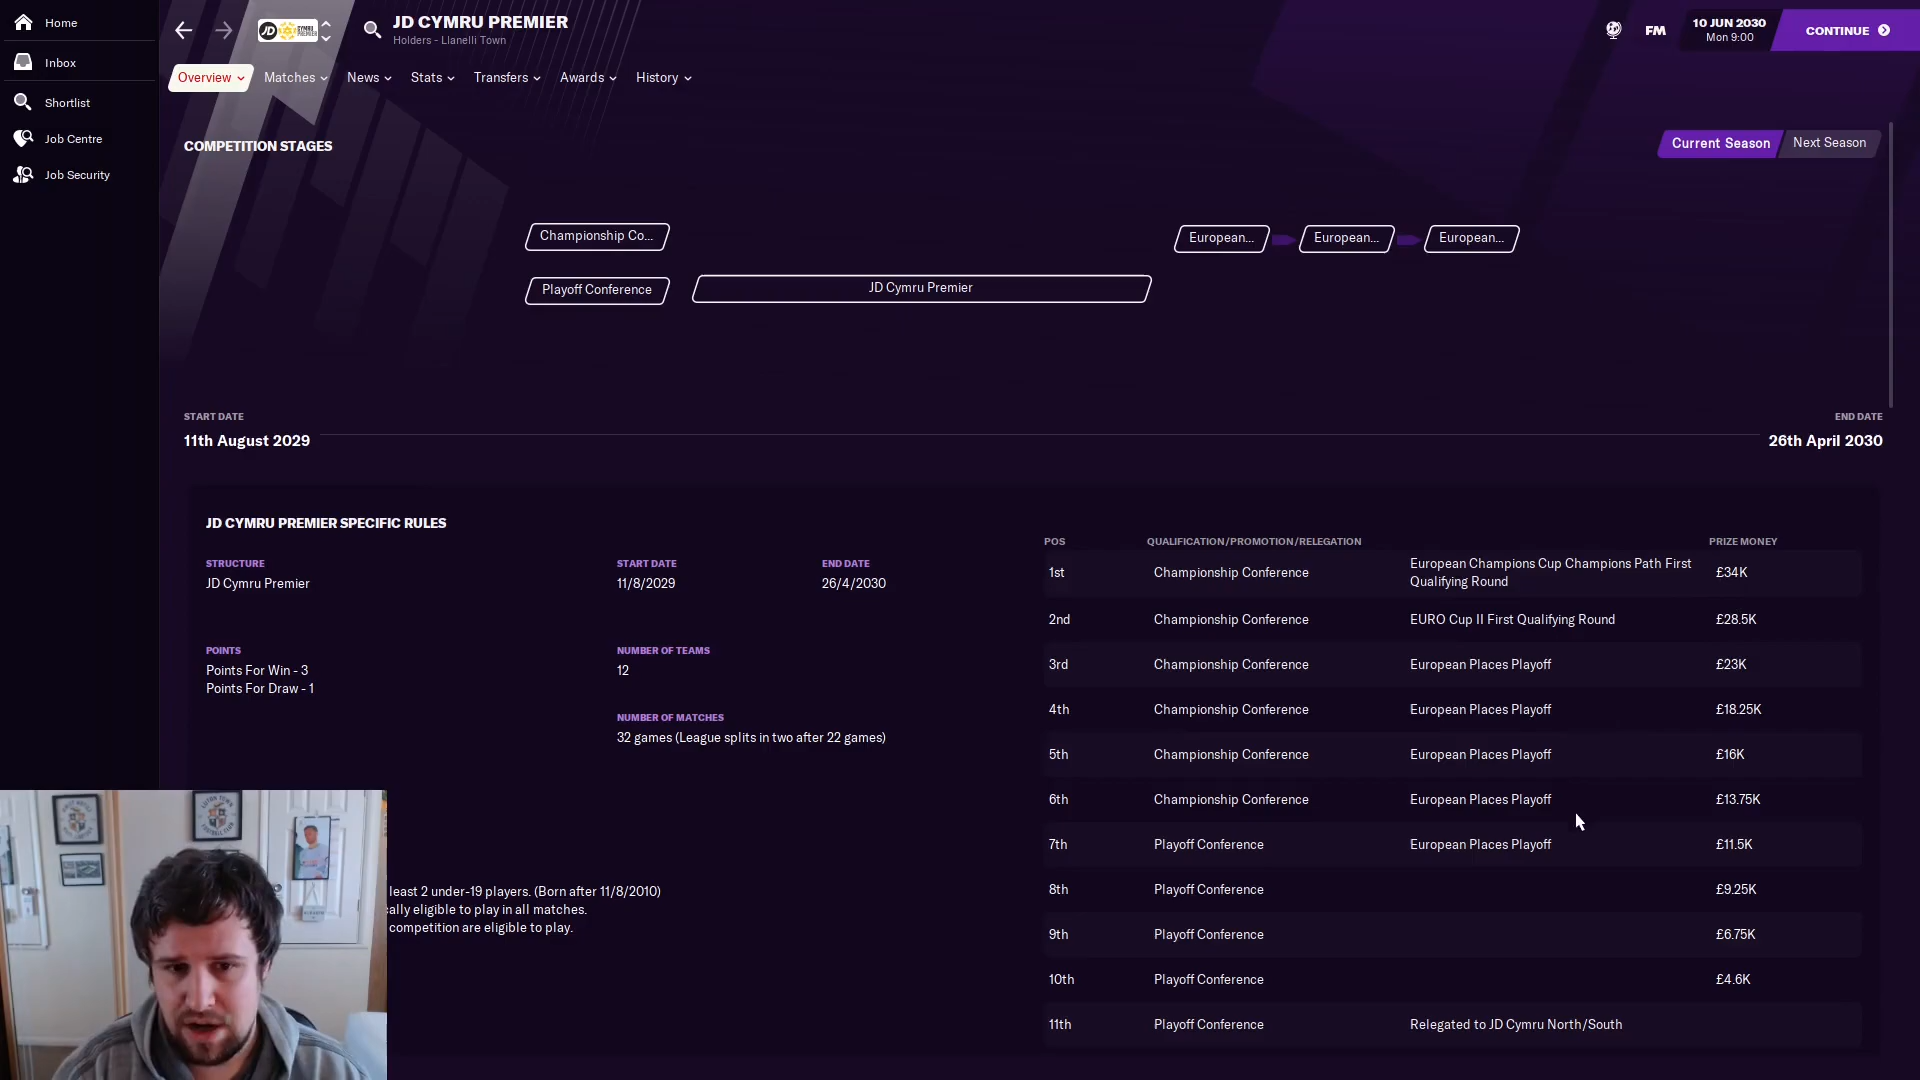 Home
Inbox
Shortlist
Job Centre
Job Security
JD
JD CYMRU PREMIER
Holders - Llanelli Town
FM
10 JUN 2030
Mon 9:00
CONTINUE
Overview
Matches
News
Stats
Transfers
Awards
History
COMPETITION STAGES
Current Season
Next Season
Championship Co...
European...
European...
European...
Playoff Conference
JD Cymru Premier
START DATE
11th August 2029
END DATE
26th April 2030
JD CYMRU PREMIER SPECIFIC RULES
STRUCTURE
JD Cymru Premier
START DATE
11/8/2029
END DATE
26/4/2030
POINTS
Points For Win - 3
Points For Draw - 1
NUMBER OF TEAMS
12
NUMBER OF MATCHES
32 games (League splits in two after 22 games)
least 2 under-19 players. (Born after 11/8/2010)
cally eligible to play in all matches.
competition are eligible to play.
POS QUALIFICATION/PROMOTION/RELEGATION PRIZE MONEY
1st Championship Conference European Champions Cup Champions Path First Qualifying Round £34K
2nd Championship Conference EURO Cup II First Qualifying Round £28.5K
3rd Championship Conference European Places Playoff £23K
4th Championship Conference European Places Playoff £18.25K
5th Championship Conference European Places Playoff £16K
6th Championship Conference European Places Playoff £13.75K
7th Playoff Conference European Places Playoff £11.5K
8th Playoff Conference £9.25K
9th Playoff Conference £6.75K
10th Playoff Conference £4.6K
11th Playoff Conference Relegated to JD Cymru North/South